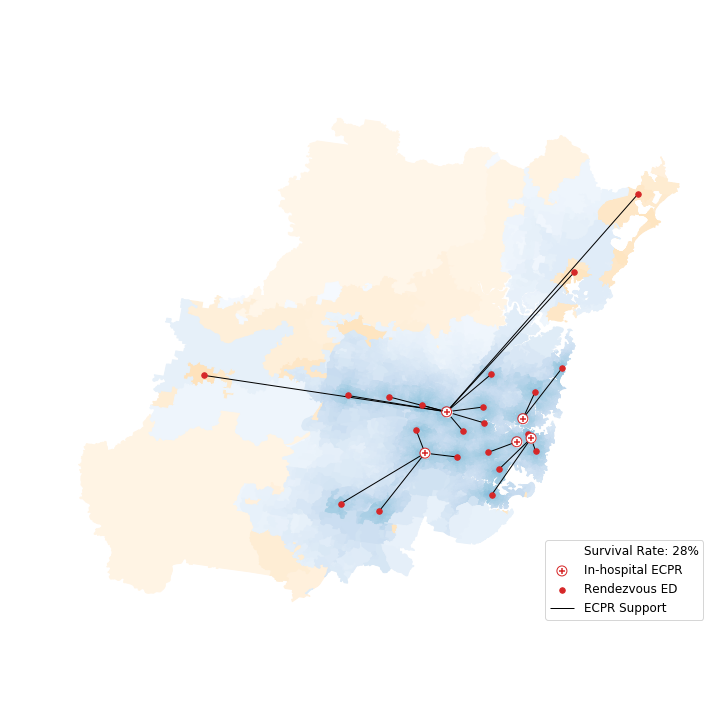 Survival Rate: 28%
In-hospital ECPR
Rendezvous ED
ECPR Support